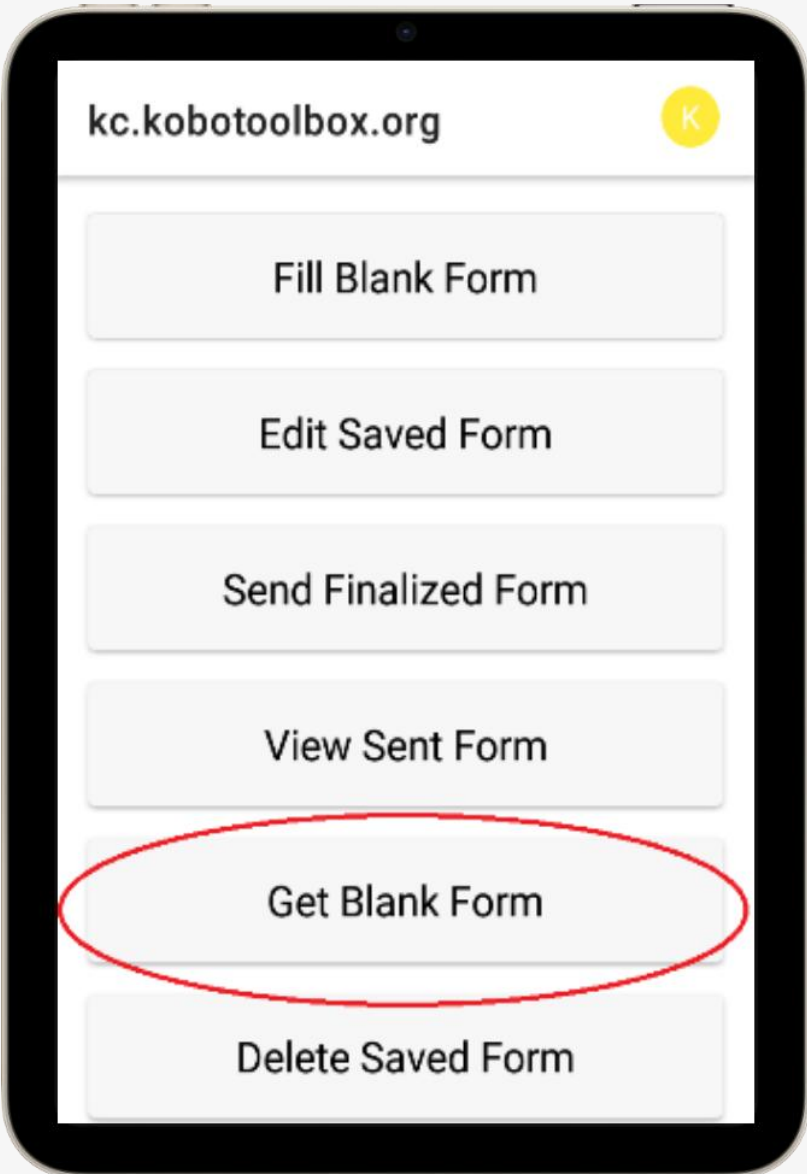 kc.kobotoolbox.org
K
Fill Blank Form
Edit Saved Form
Send Finalized Form
View Sent Form
Get Blank Form
Delete Saved Form